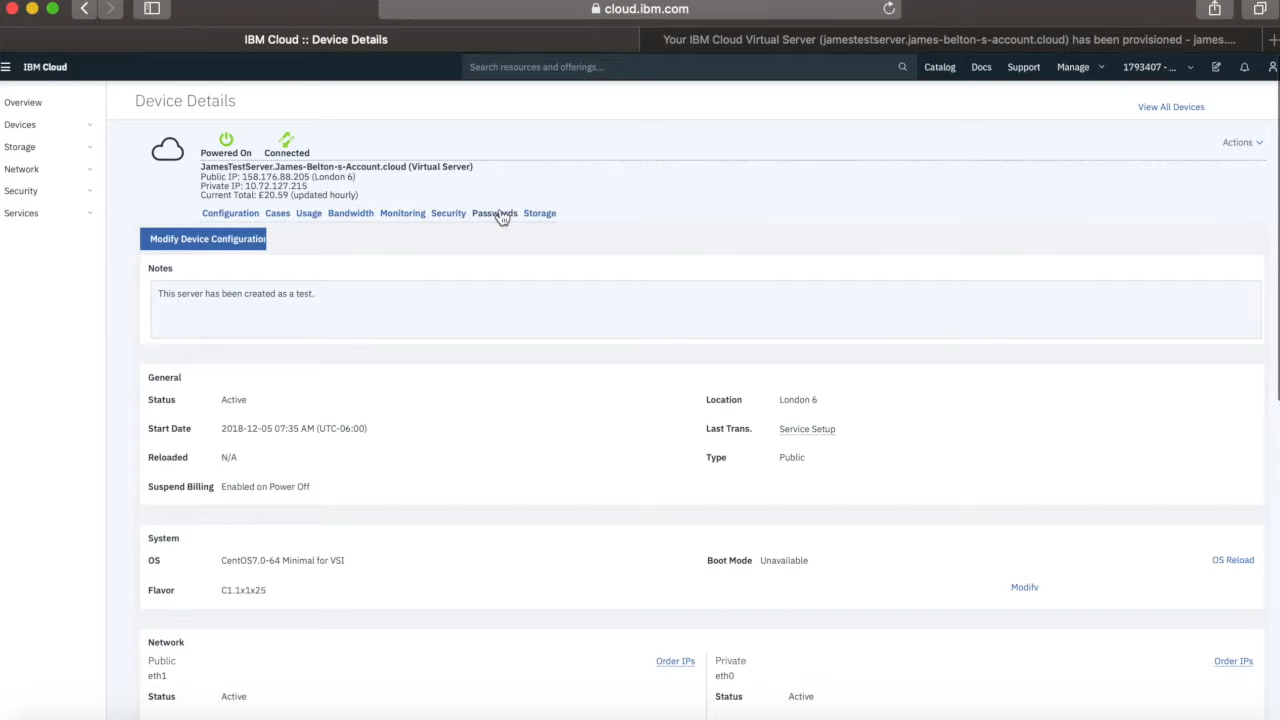 cloud.ibm.com
IBM Cloud :: Device Details
Your IBM Cloud Virtual Server (jamestestserver.james-belton-s-account.cloud) has been provisioned - james....
IBM Cloud
Search resources and offerings...
Catalog
Docs
Support
Manage
1793407 - ...
Overview
Devices
Storage
Network
Security
Services
Device Details
View All Devices
Powered On
Connected
Actions
JamesTestServer.James-Belton-s-Account.cloud (Virtual Server)
Public IP: 158.176.88.205 (London 6)
Private IP: 10.72.127.215
Current Total: £20.59 (updated hourly)
Configuration Cases Usage Bandwidth Monitoring Security Passwords Storage
Modify Device Configuration
Notes
This server has been created as a test.
General
Status Active
Location London 6
Start Date 2018-12-05 07:35 AM (UTC-06:00)
Last Trans. Service Setup
Reloaded N/A
Type Public
Suspend Billing Enabled on Power Off
System
OS CentOS7.0-64 Minimal for VSI
Boot Mode Unavailable
OS Reload
Flavor C1.1x1x25
Modify
Network
Public
Order IPs
eth1
Status Active
Private
Order IPs
eth0
Status Active